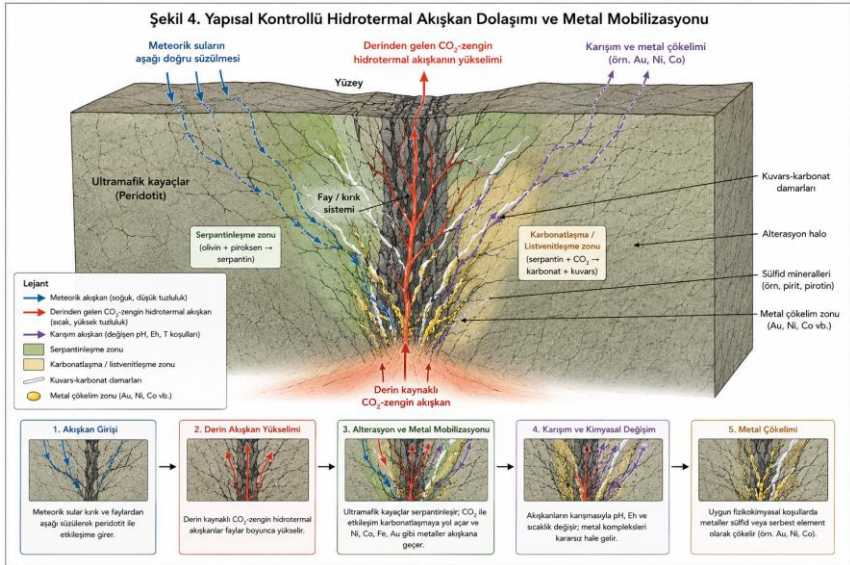 Şekil 4. Yapısal Kontrollü Hidrotermal Akışkan Dolaşımı ve Metal Mobilizasyonu
Meteorik suların
aşağı doğru süzülmesi
Derinden gelen CO₂-zengin
hidrotermal akışkanın yükselimi
Karışım ve metal çökelimi
(örn. Au, Ni, Co)
Yüzey
Ultramafik kayaçlar
(Peridotit)
Fay / kırık
sistemi
Serpantinleşme zonu
(olivin + piroksen →
serpantin)
Karbonatlaşma /
Listvenitleşme zonu
(serpantin + CO₂ →
karbonat + kuvars)
Kuvars-karbonat
damarları
Alterasyon halo
Sülfid mineralleri
(örn, pirit, pirotin)
Metal çökelim zonu
(Au, Ni, Co vb.)
Lejant
Meteorik akışkan (soğuk, düşük tuzluluk)
Derinden gelen CO₂-zengin hidrotermal akışkan
(sıcak, yüksek tuzluluk)
Karışım akışkan (değişen pH, Eh, T koşulları)
Serpantinleşme zonu
Karbonatlaşma / listvenitleşme zonu
Kuvars-karbonat damarları
Metal çökelim zonu (Au, Ni, Co vb.)
Derin kaynaklı
CO₂-zengin akışkan
1. Akışkan Girişi
Meteorik sular kırık ve faylardan
aşağı süzülerek peridotit ile
etkileşime girer.
2. Derin Akışkan Yükselimi
Derin kaynaklı CO₂-zengin hidrotermal
akışkanlar faylar boyunca yükselir.
3. Alterasyon ve Metal Mobilizasyonu
Ultramafik kayaçlar serpantinleşir; CO₂ ile
etkileşim karbonatlaşmaya yol açar ve
Ni, Co, Fe, Au gibi metaller akışkana
geçer.
4. Karışım ve Kimyasal Değişim
Akışkanların karışmasıyla pH, Eh ve
sıcaklık değişir; metal kompleksleri
kararsız hale gelir.
5. Metal Çökelimi
Uygun fizikokimyasal koşullarda
metaller sülfid veya serbest element
olarak çökelir (örn. Au, Ni, Co).